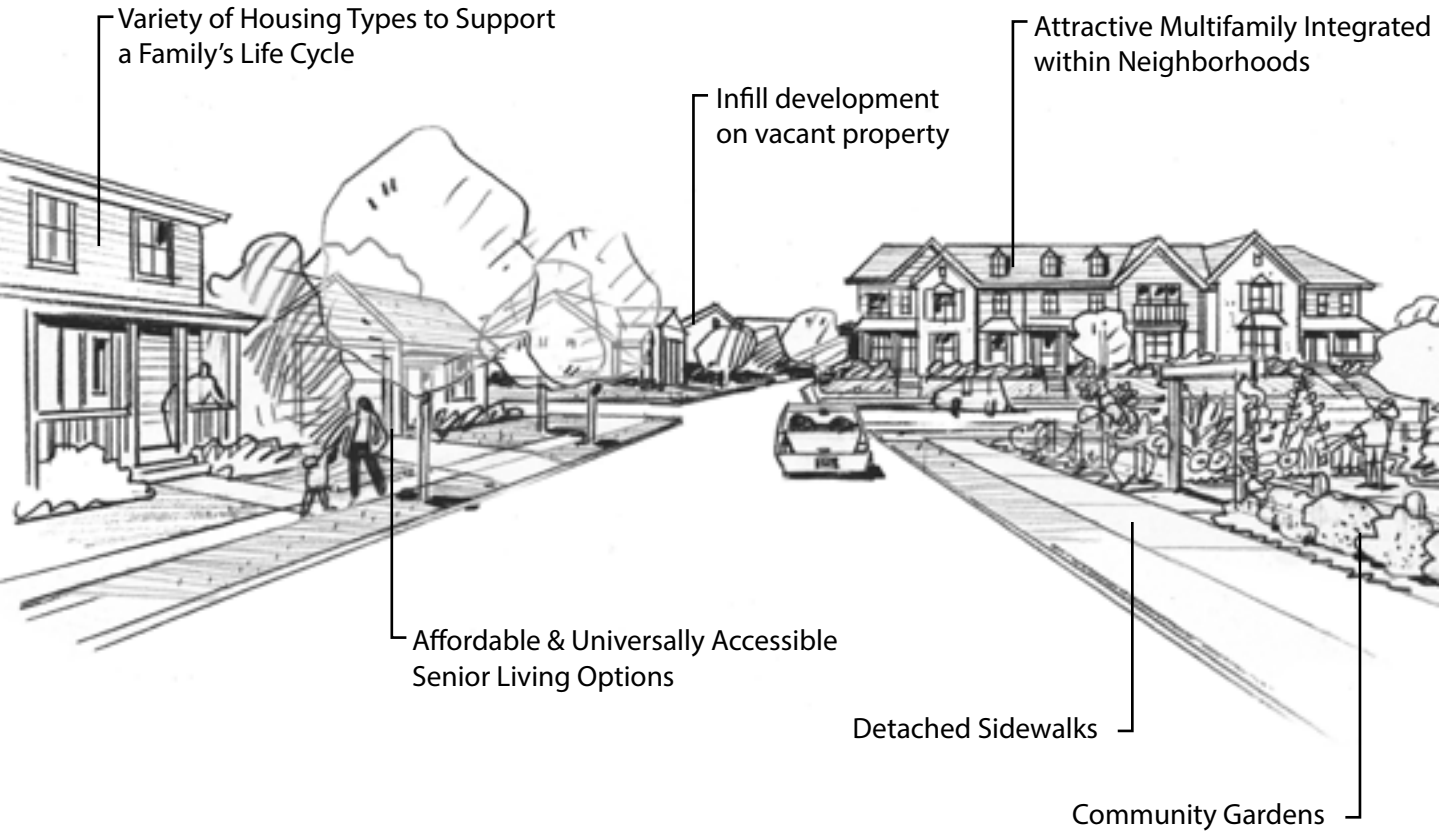 Variety of Housing Types to Support
a Family’s Life Cycle
Attractive Multifamily Integrated
within Neighborhoods
Infill development
on vacant property
Affordable & Universally Accessible
Senior Living Options
Detached Sidewalks
Community Gardens